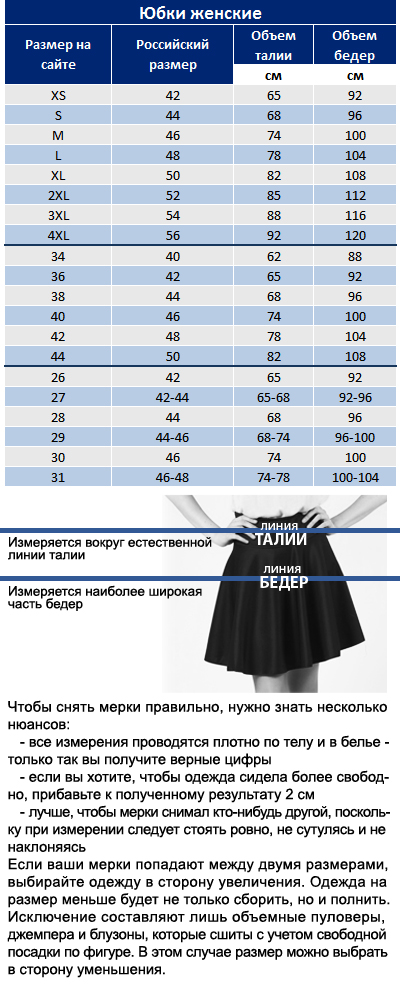 Юбки женские
Размер на сайте Российский размер Объем талии Объем бедер
см см
XS 42 65 92
S 44 68 96
M 46 74 100
L 48 78 104
XL 50 82 108
2XL 52 85 112
3XL 54 88 116
4XL 56 92 120
34 40 62 88
36 42 65 92
38 44 68 96
40 46 74 100
42 48 78 104
44 50 82 108
26 42 65 92
27 42-44 65-68 92-96
28 44 68 96
29 44-46 68-74 96-100
30 46 74 100
31 46-48 74-78 100-104
линия
ТАЛИИ
Измеряется вокруг естественной
линии талии
линия
БЕДЕР
Измеряется наиболее широкая
часть бедер
Чтобы снять мерки правильно, нужно знать несколько
нюансов:
- все измерения проводятся плотно по телу и в белье -
только так вы получите верные цифры
- если вы хотите, чтобы одежда сидела более свобод-
но, прибавьте к полученному результату 2 см
- лучше, чтобы мерки снимал кто-нибудь другой, посколь-
ку при измерении следует стоять ровно, не сутулясь и не
наклоняясь
Если ваши мерки попадают между двумя размерами,
выбирайте одежду в сторону увеличения. Одежда на
размер меньше будет не только сборить, но и полнить.
Исключение составляют лишь объемные пуловеры,
джемпера и блузоны, которые сшиты с учетом свободной
посадки по фигуре. В этом случае размер можно выбрать
в сторону уменьшения.